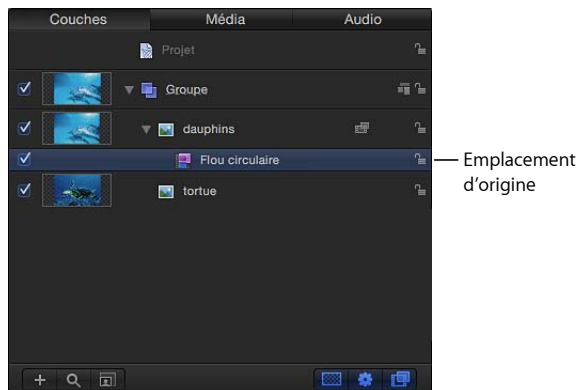 Couches Média Audio
Projet
Groupe
dauphins
Flou circulaire
Emplacement
d’origine
tortue